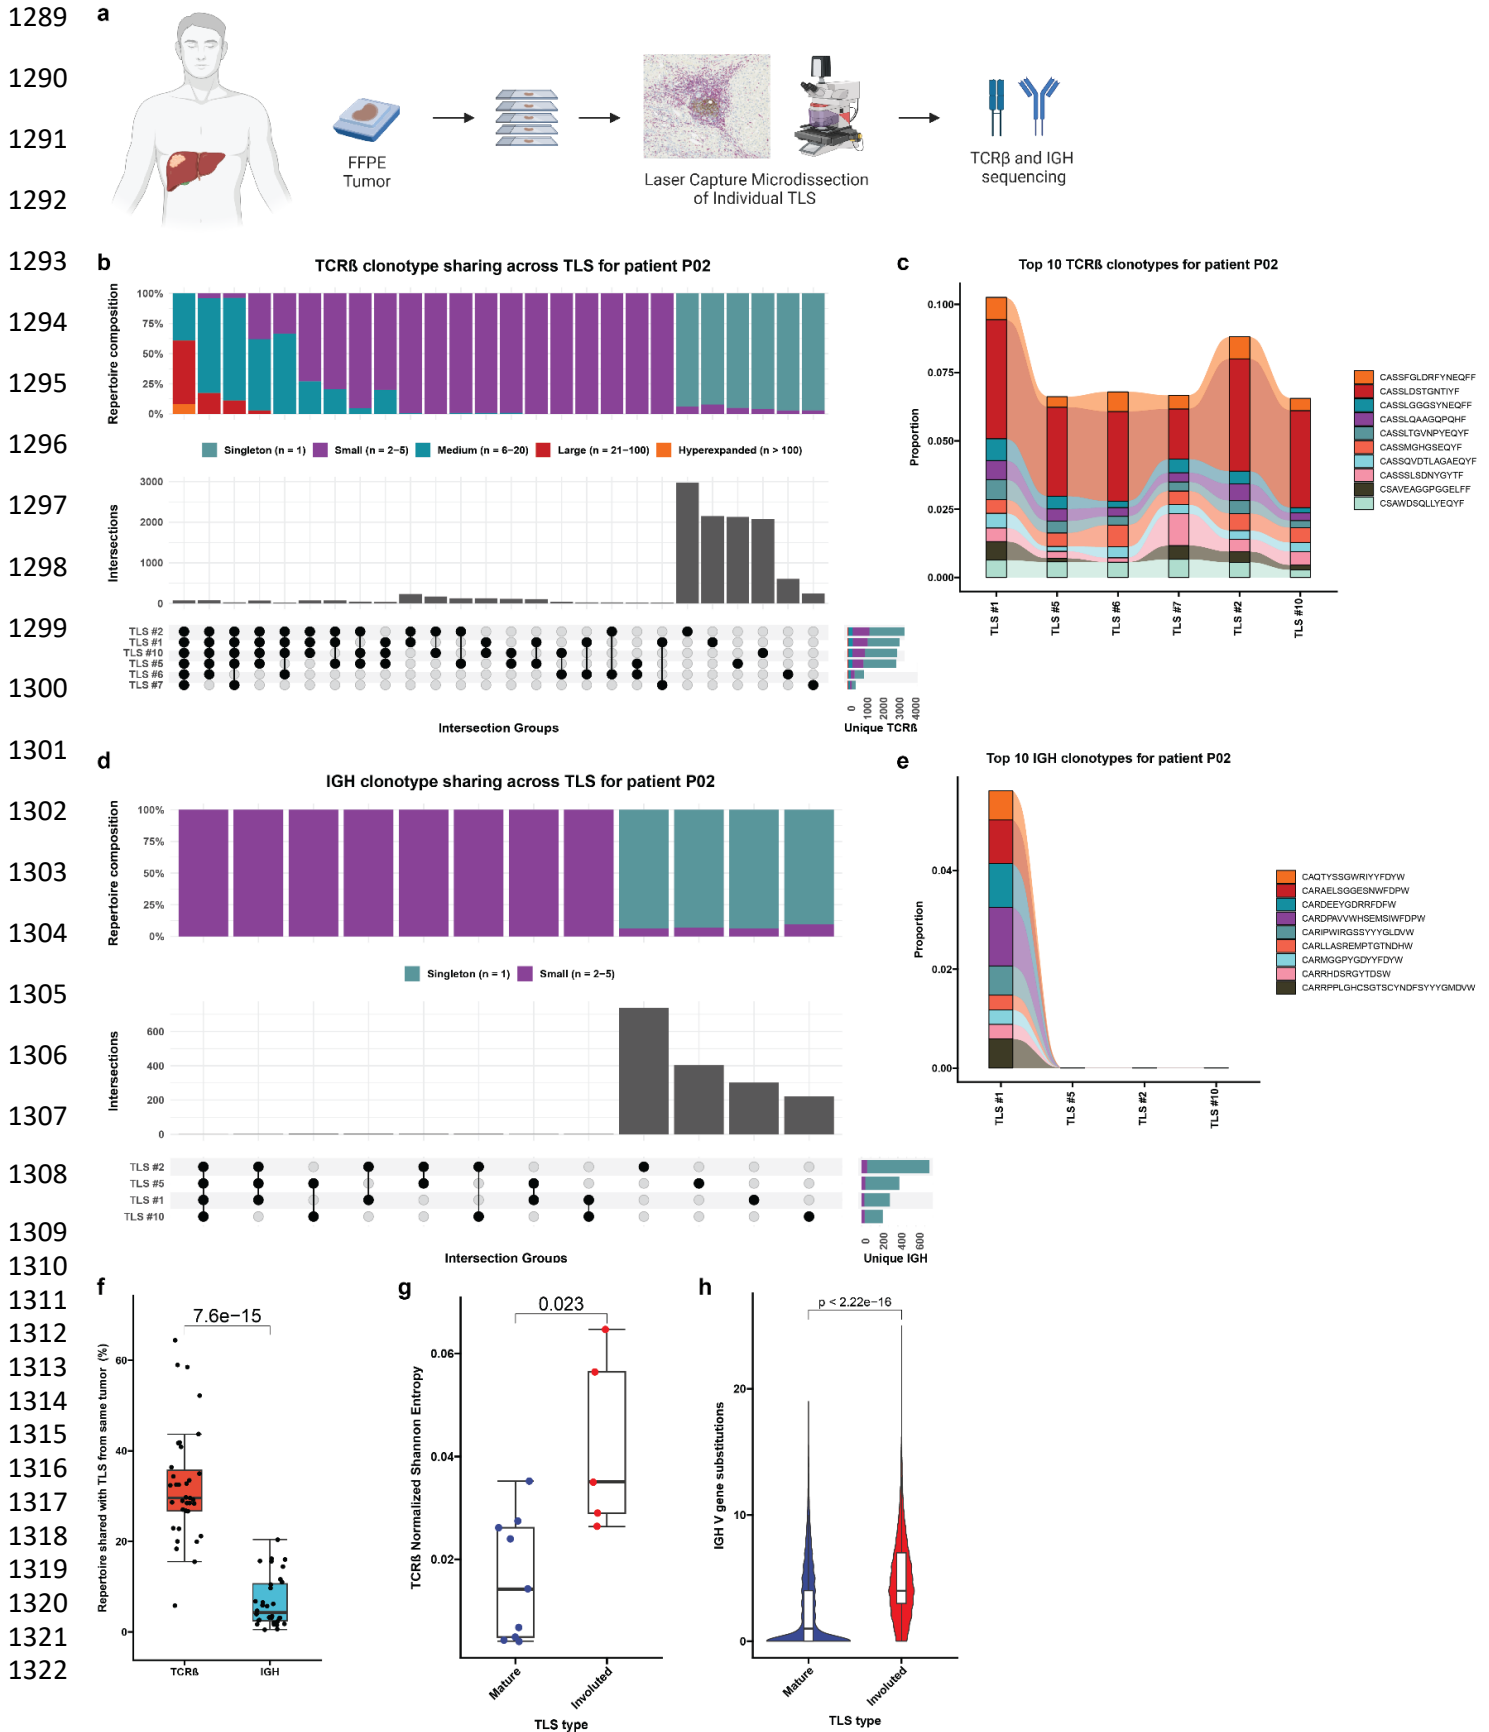 1289
1290
1291
1292
1293
1294
1295
1296
1297
1298
1299
1300
1301
1302
1303
1304
1305
1306
1307
1308
1309
1310
1311
1312
1313
1314
1315
1316
1317
1318
1319
1320
1321
1322
a
FFPE
Tumor
Laser Capture Microdissection
of Individual TLS
TCRβ and IGH
sequencing
b
TCRß clonotype sharing across TLS for patient P02
Repertoire composition
100%
75%
50%
25%
0%
Singleton (n = 1)
Small (n = 2−5)
Medium (n = 6−20)
Large (n = 21−100)
Hyperexpanded (n > 100)
Intersections
3000
2000
1000
0
TLS #2
TLS #1
TLS #10
TLS #5
TLS #6
TLS #7
Intersection Groups
0
1000
2000
3000
4000
Unique TCRß
c
Top 10 TCRß clonotypes for patient P02
Proportion
0.100
0.075
0.050
0.025
0.000
TLS #1
TLS #5
TLS #6
TLS #7
TLS #2
TLS #10
CASSFGLDRFYNEQFF
CASSLDSTGNTIYF
CASSLGGGSYNEQFF
CASSLQAAGQPQHF
CASSLTGVNPYEQYF
CASSMGHGSEQYF
CASSQVDTLAGAEQYF
CASSSLSDNYGYTF
CSAVEAGGPGGELFF
CSAWDSQLLYEQYF
d
IGH clonotype sharing across TLS for patient P02
Repertoire composition
100%
75%
50%
25%
0%
Singleton (n = 1)
Small (n = 2−5)
Intersections
600
400
200
0
TLS #2
TLS #5
TLS #1
TLS #10
Intersection Groups
0
200
400
600
Unique IGH
e
Top 10 IGH clonotypes for patient P02
Proportion
0.04
0.02
0.00
TLS #1
TLS #5
TLS #2
TLS #10
CAQTYSSGWRIYYFDYW
CARAELSGGESNWFDPW
CARDEEYGDRRFDFW
CARDPAVVWHSEMSIWFDPW
CARIPWIRGSSYYYGLDVW
CARLLASREMPTGTNDHW
CARMGGPYGDYYFDYW
CARRHDSRGYTDSW
CARRPPLGHCSGTSCYNDFSYYYGMDVW
f
Repertoire shared with TLS from same tumor (%)
60
40
20
0
7.6e−15
TCRß
IGH
g
TCRß Normalized Shannon Entropy
0.06
0.04
0.02
0.023
Mature
Involuted
TLS type
h
IGH V gene substitutions
20
10
0
p < 2.22e−16
Mature
Involuted
TLS type